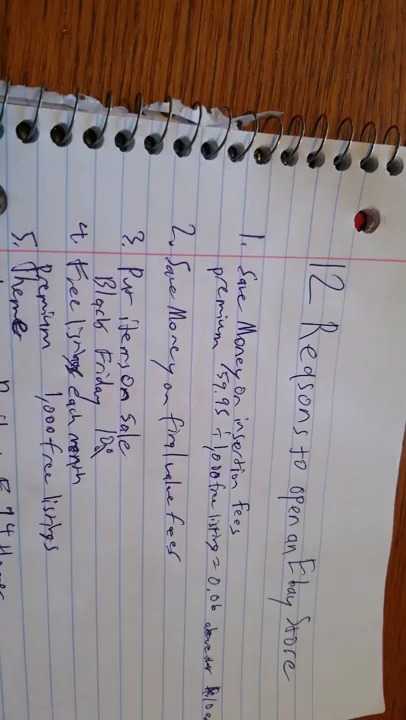 12 Reasons to open an Ebay Store
1. Save Money on insertion fees
premium 59.95 ÷ 1,000 free listing = 0.06
2. Save Money on final value fees
3. Put items on Sale
Black Friday
4. Free listings each month
Premium 1,000 free listings
5. Themes